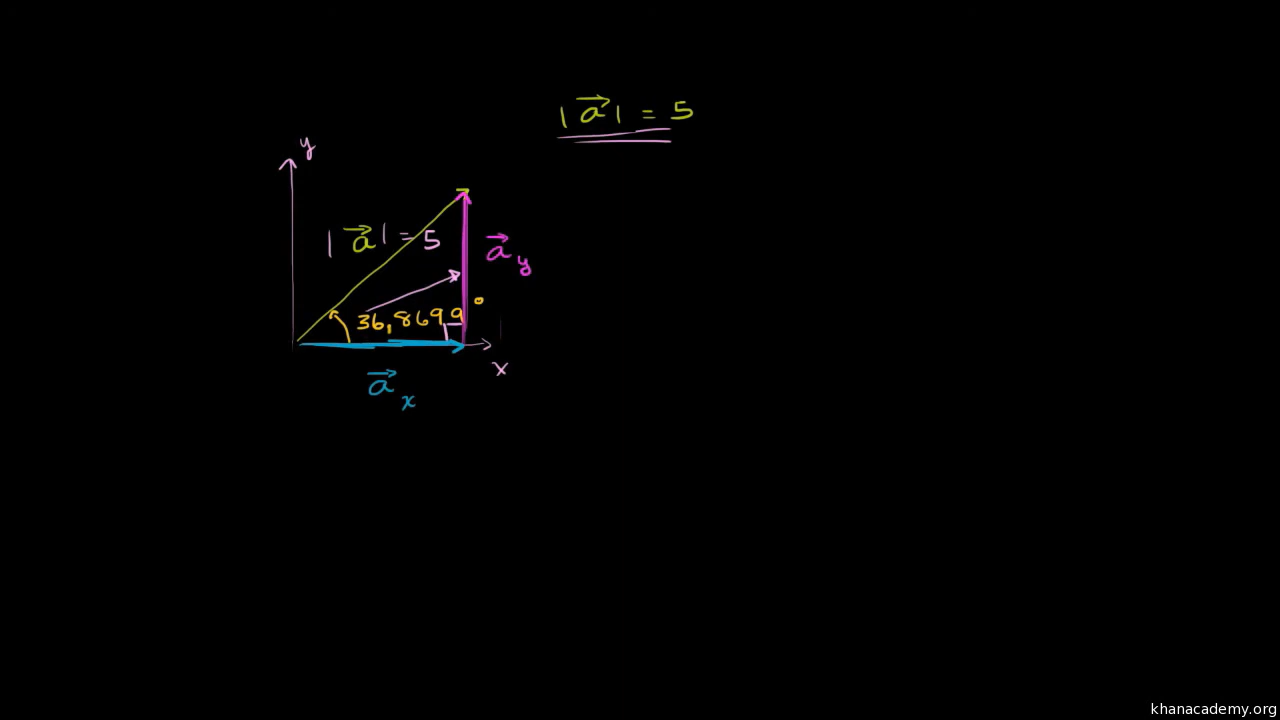 |a⃗| = 5
y
|a⃗| = 5
a⃗y
36,8699°
x
a⃗x
khanacademy.org